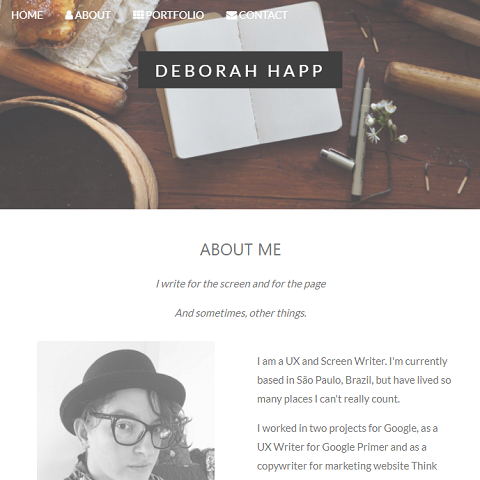 HOME ABOUT PORTFOLIO CONTACT
DEBORAH HAPP
ABOUT ME
I write for the screen and for the page
And sometimes, other things.
I am a UX and Screen Writer. I'm currently
based in São Paulo, Brazil, but have lived so
many places I can't really count.
I worked in two projects for Google, as a
UX Writer for Google Primer and as a
copywriter for marketing website Think